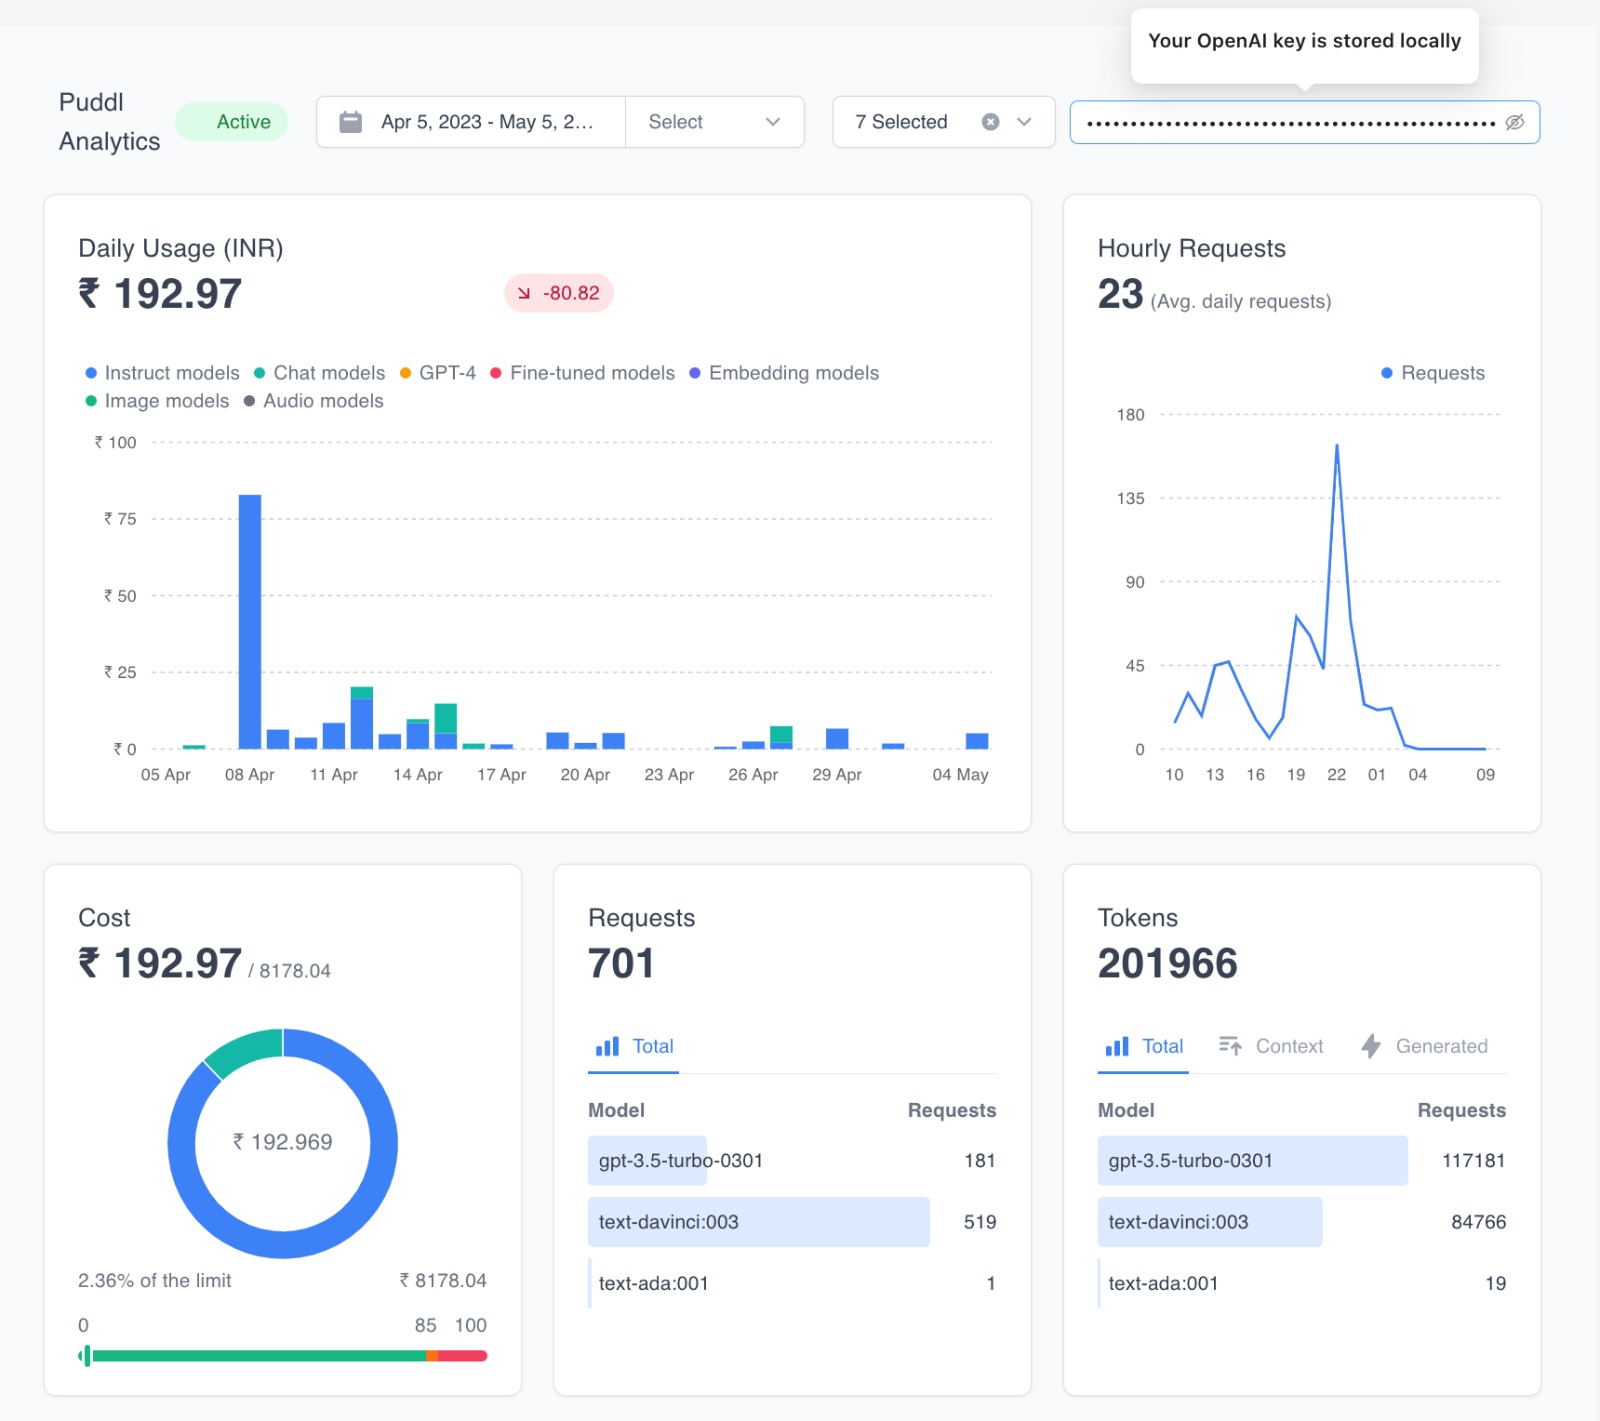 Your OpenAI key is stored locally
Puddl
Analytics
Active
Apr 5, 2023 - May 5, 2...
Select
7 Selected
Daily Usage (INR)
₹ 192.97
-80.82
Instruct models Chat models GPT-4 Fine-tuned models Embedding models
Image models Audio models
₹ 100
₹ 75
₹ 50
₹ 25
₹ 0
05 Apr 08 Apr 11 Apr 14 Apr 17 Apr 20 Apr 23 Apr 26 Apr 29 Apr 04 May
Hourly Requests
23 (Avg. daily requests)
Requests
180
135
90
45
0
10 13 16 19 22 01 04 09
Cost
₹ 192.97 / 8178.04
₹ 192.969
2.36% of the limit ₹ 8178.04
0 85 100
Requests
701
Total
Model Requests
gpt-3.5-turbo-0301 181
text-davinci:003 519
text-ada:001 1
Tokens
201966
Total Context Generated
Model Requests
gpt-3.5-turbo-0301 117181
text-davinci:003 84766
text-ada:001 19